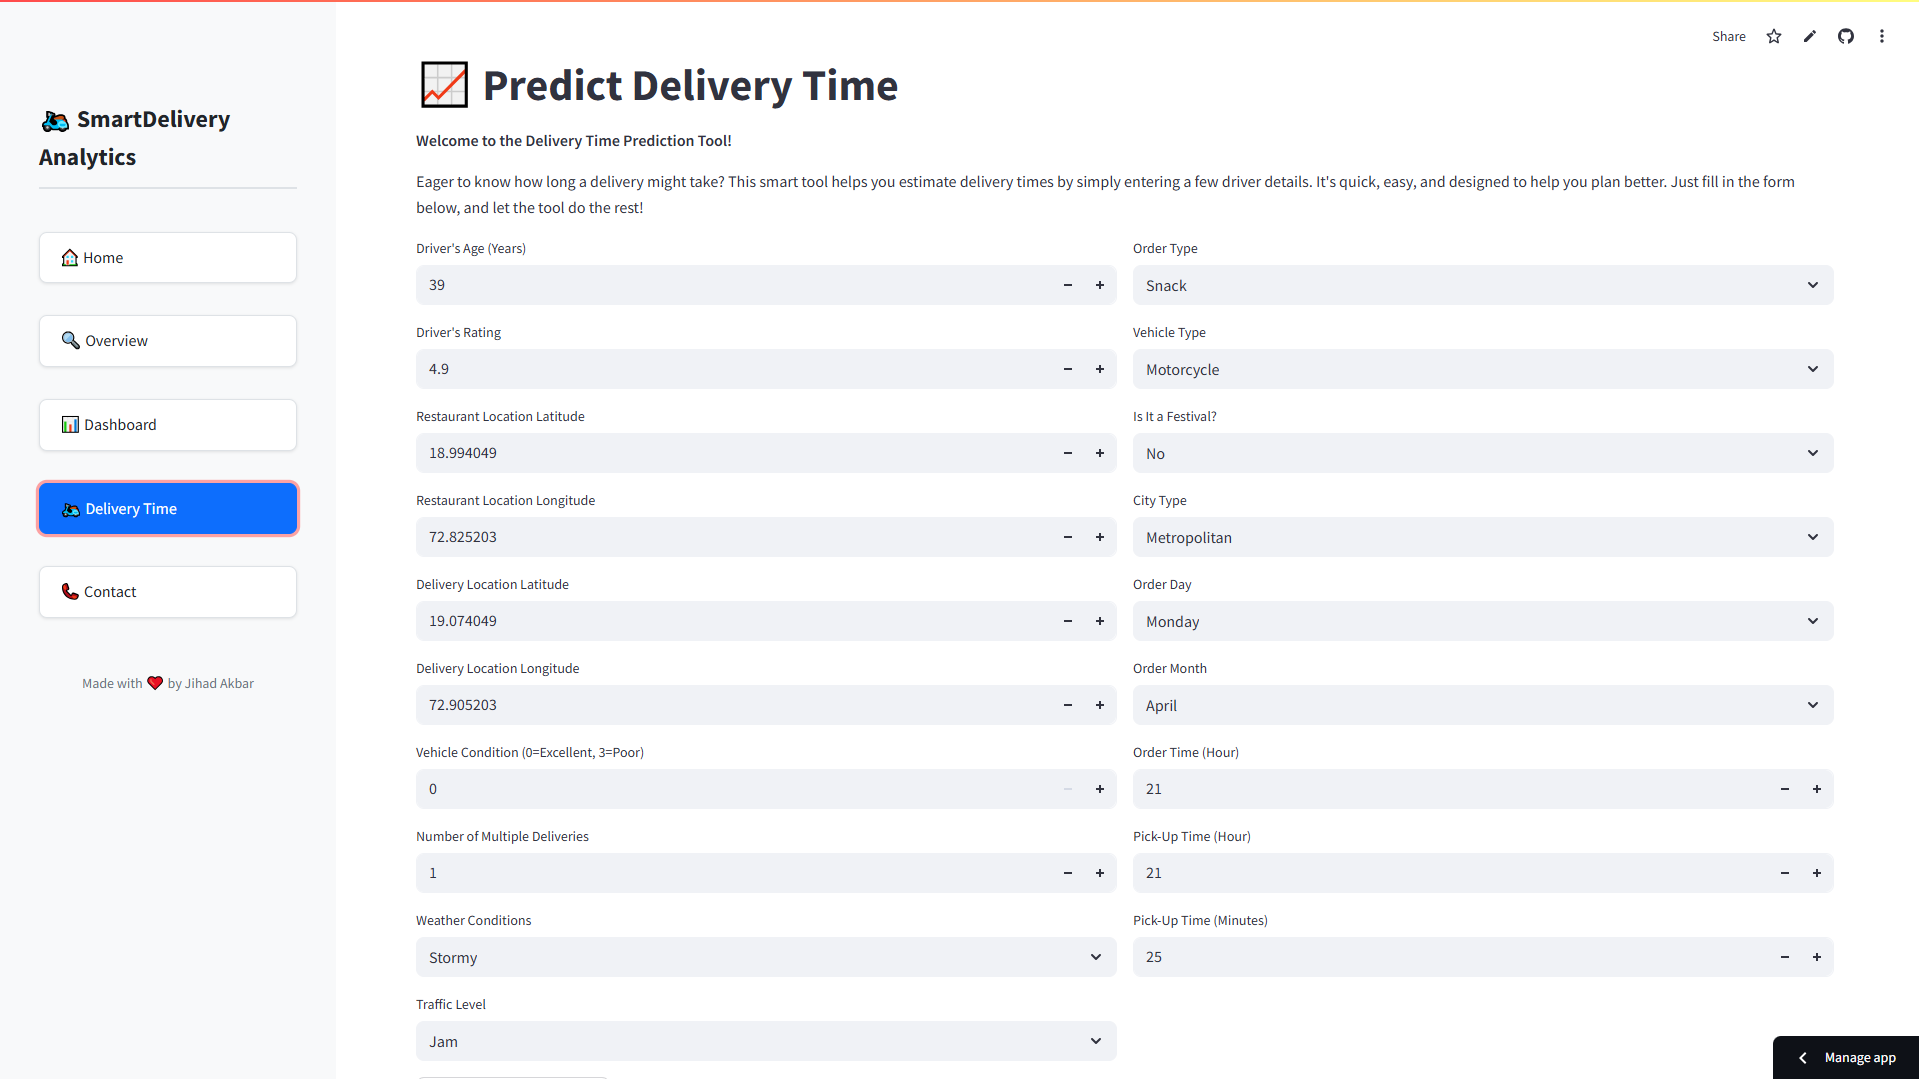 Share
SmartDelivery
Analytics
Home
Overview
Dashboard
Delivery Time
Contact
Made with ❤️ by Jihad Akbar
Predict Delivery Time
Welcome to the Delivery Time Prediction Tool!
Eager to know how long a delivery might take? This smart tool helps you estimate delivery times by simply entering a few driver details. It's quick, easy, and designed to help you plan better. Just fill in the form
below, and let the tool do the rest!
Driver's Age (Years)
39
Driver's Rating
4.9
Restaurant Location Latitude
18.994049
Restaurant Location Longitude
72.825203
Delivery Location Latitude
19.074049
Delivery Location Longitude
72.905203
Vehicle Condition (0=Excellent, 3=Poor)
0
Number of Multiple Deliveries
1
Weather Conditions
Stormy
Traffic Level
Jam
Order Type
Snack
Vehicle Type
Motorcycle
Is It a Festival?
No
City Type
Metropolitan
Order Day
Monday
Order Month
April
Order Time (Hour)
21
Pick-Up Time (Hour)
21
Pick-Up Time (Minutes)
25
Manage app